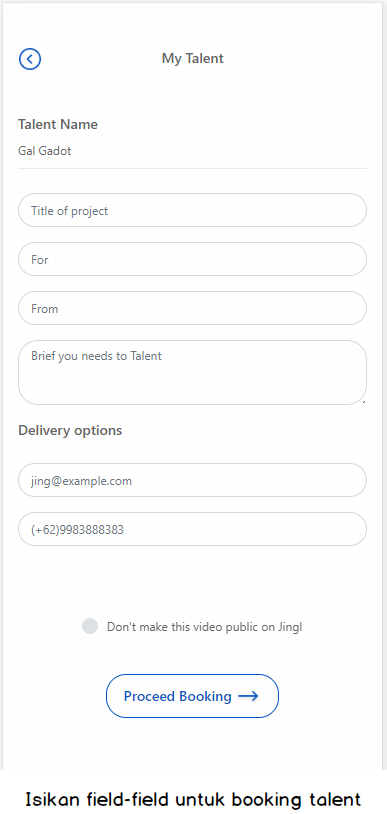 My Talent
Talent Name
Gal Gadot
Title of project
For
From
Brief you needs to Talent
Delivery options
jing@example.com
(+62)9983888383
Don't make this video public on Jingl
Proceed Booking
Isikan field-field untuk booking talent